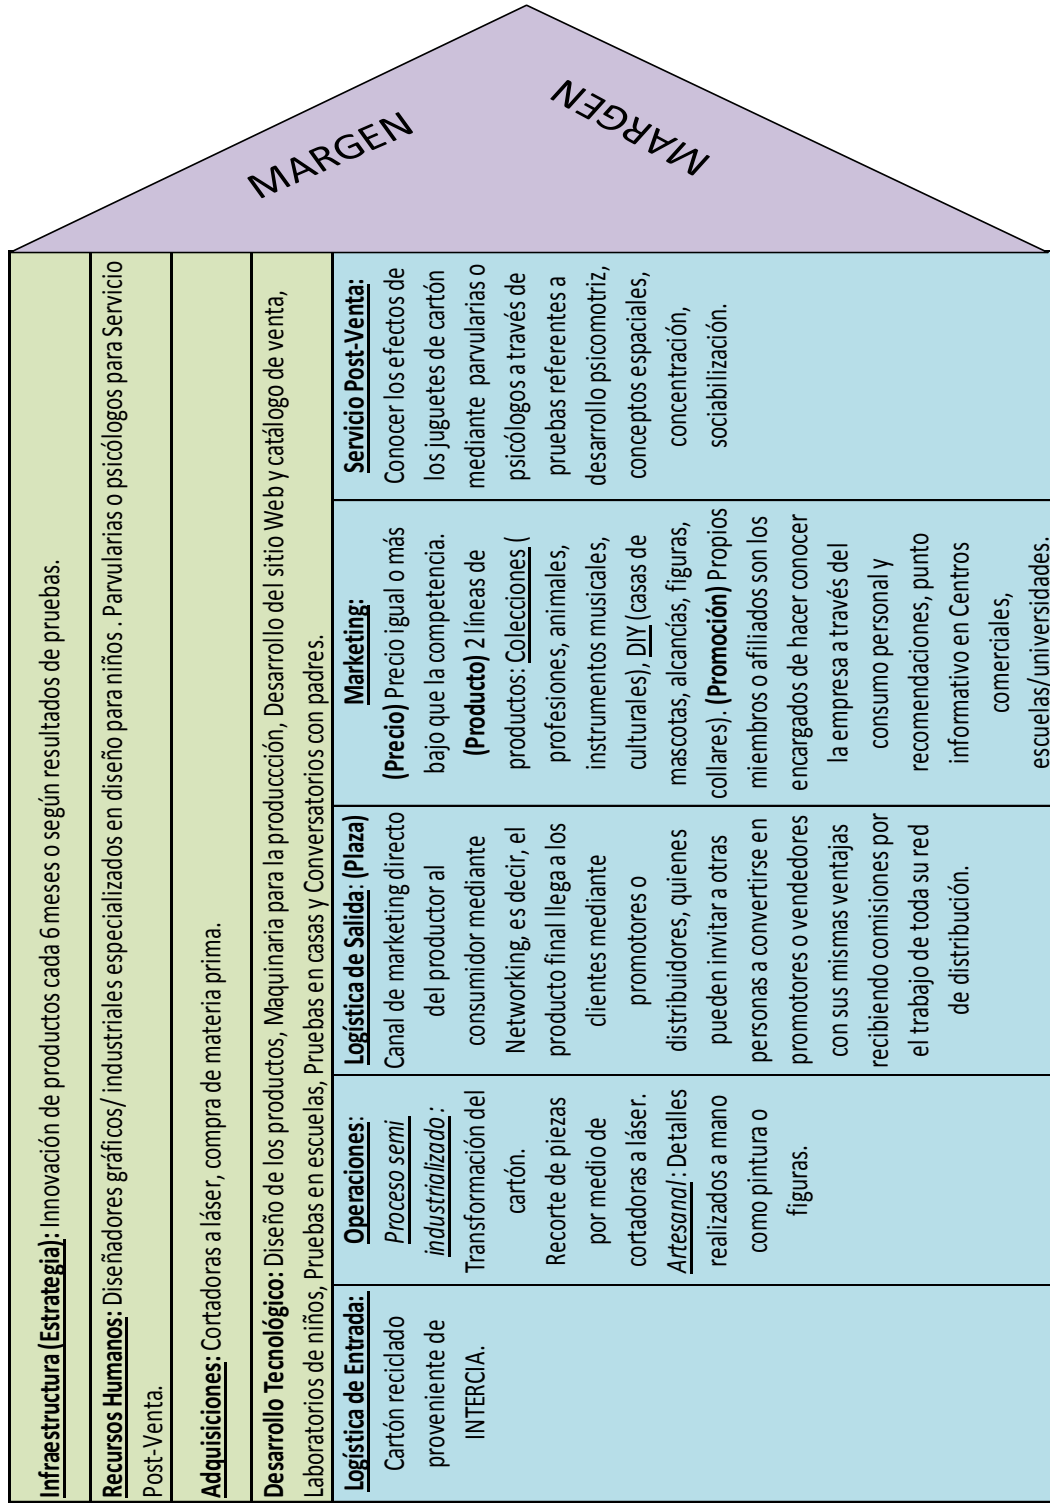 Infraestructura (Estrategia): Innovación de productos cada 6 meses o según resultados de pruebas.
Recursos Humanos: Diseñadores gráficos/ industriales especializados en diseño para niños . Parvularias o psicólogos para Servicio
Post-Venta.
Adquisiciones: Cortadoras a láser, compra de materia prima.
Desarrollo Tecnológico: Diseño de los productos, Maquinaria para la producción, Desarrollo del sitio Web y catálogo de venta,
Laboratorios de niños, Pruebas en escuelas, Pruebas en casas y Conversatorios con padres.
Logística de Entrada:
Cartón reciclado
proveniente de
INTERCIA.
Operaciones:
Proceso semi
industrializado :
Transformación del
cartón.
Recorte de piezas
por medio de
cortadoras a láser.
Artesanal : Detalles
realizados a mano
como pintura o
figuras.
Logística de Salida: (Plaza)
Canal de marketing directo
del productor al
consumidor mediante
Networking, es decir, el
producto final llega a los
clientes mediante
promotores o
distribuidores, quienes
pueden invitar a otras
personas a convertirse en
promotores o vendedores
con sus mismas ventajas
recibiendo comisiones por
el trabajo de toda su red
de distribución.
Marketing:
(Precio) Precio igual o más
bajo que la competencia.
(Producto) 2 líneas de
productos: Colecciones (
profesiones, animales,
instrumentos musicales,
culturales), DIY (casas de
mascotas, alcancías, figuras,
collares). (Promoción) Propios
miembros o afiliados son los
encargados de hacer conocer
la empresa a través del
consumo personal y
recomendaciones, punto
informativo en Centros
comerciales,
escuelas/universidades.
Servicio Post-Venta:
Conocer los efectos de
los juguetes de cartón
mediante parvularias o
psicólogos a través de
pruebas referentes a
desarrollo psicomotriz,
conceptos espaciales,
concentración,
sociabilización.
MARGEN
MARGEN